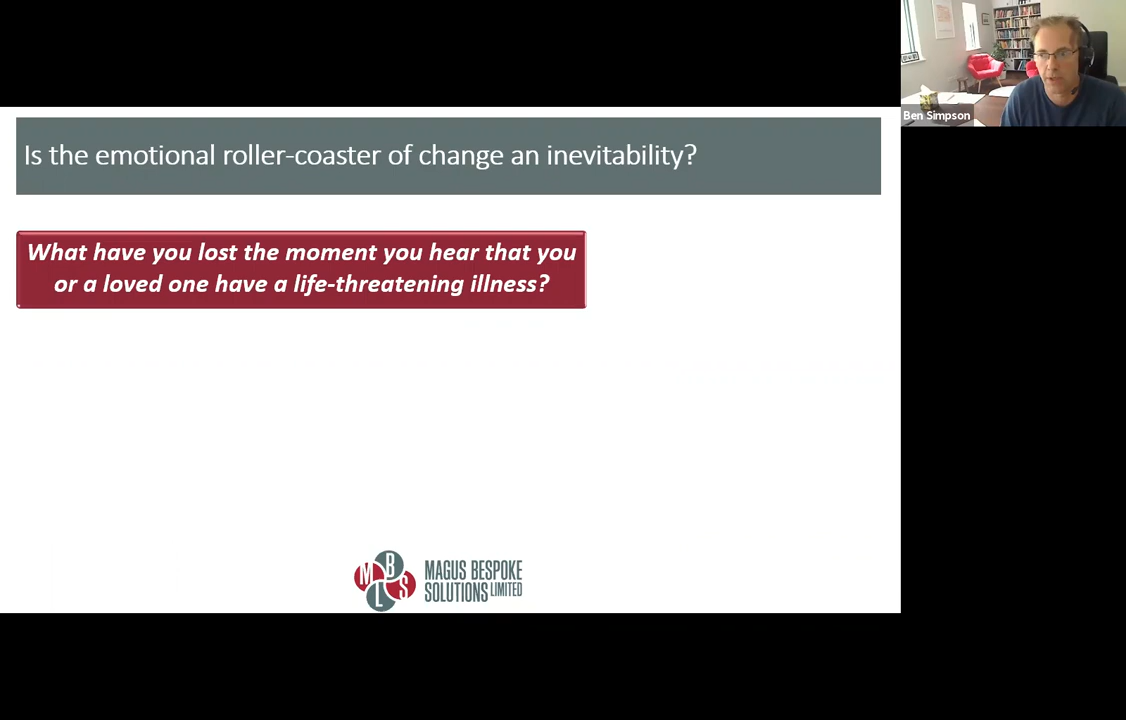 Ben Simpson
Is the emotional roller-coaster of change an inevitability?
What have you lost the moment you hear that you
or a loved one have a life-threatening illness?
M B L S
MAGUS BESPOKE
SOLUTIONS LIMITED